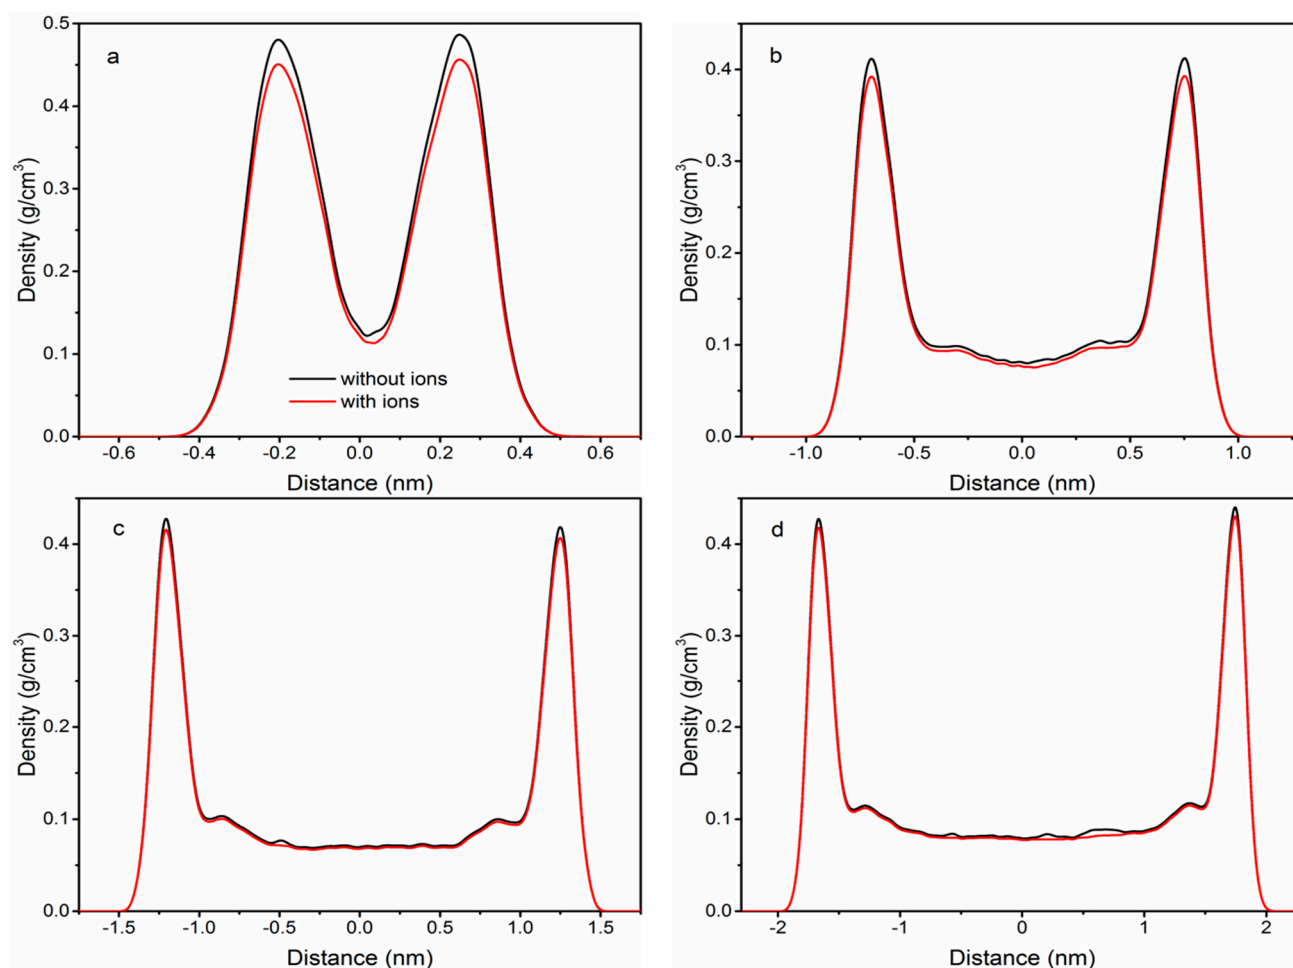 a
Density (g/cm³)
0.5
0.4
0.3
0.2
0.1
0.0
without ions
with ions
-0.6 -0.4 -0.2 0.0 0.2 0.4 0.6
Distance (nm)
b
Density (g/cm³)
0.4
0.3
0.2
0.1
0.0
-1.0 -0.5 0.0 0.5 1.0
Distance (nm)
c
Density (g/cm³)
0.4
0.3
0.2
0.1
0.0
-1.5 -1.0 -0.5 0.0 0.5 1.0 1.5
Distance (nm)
d
Density (g/cm³)
0.4
0.3
0.2
0.1
0.0
-2 -1 0 1 2
Distance (nm)